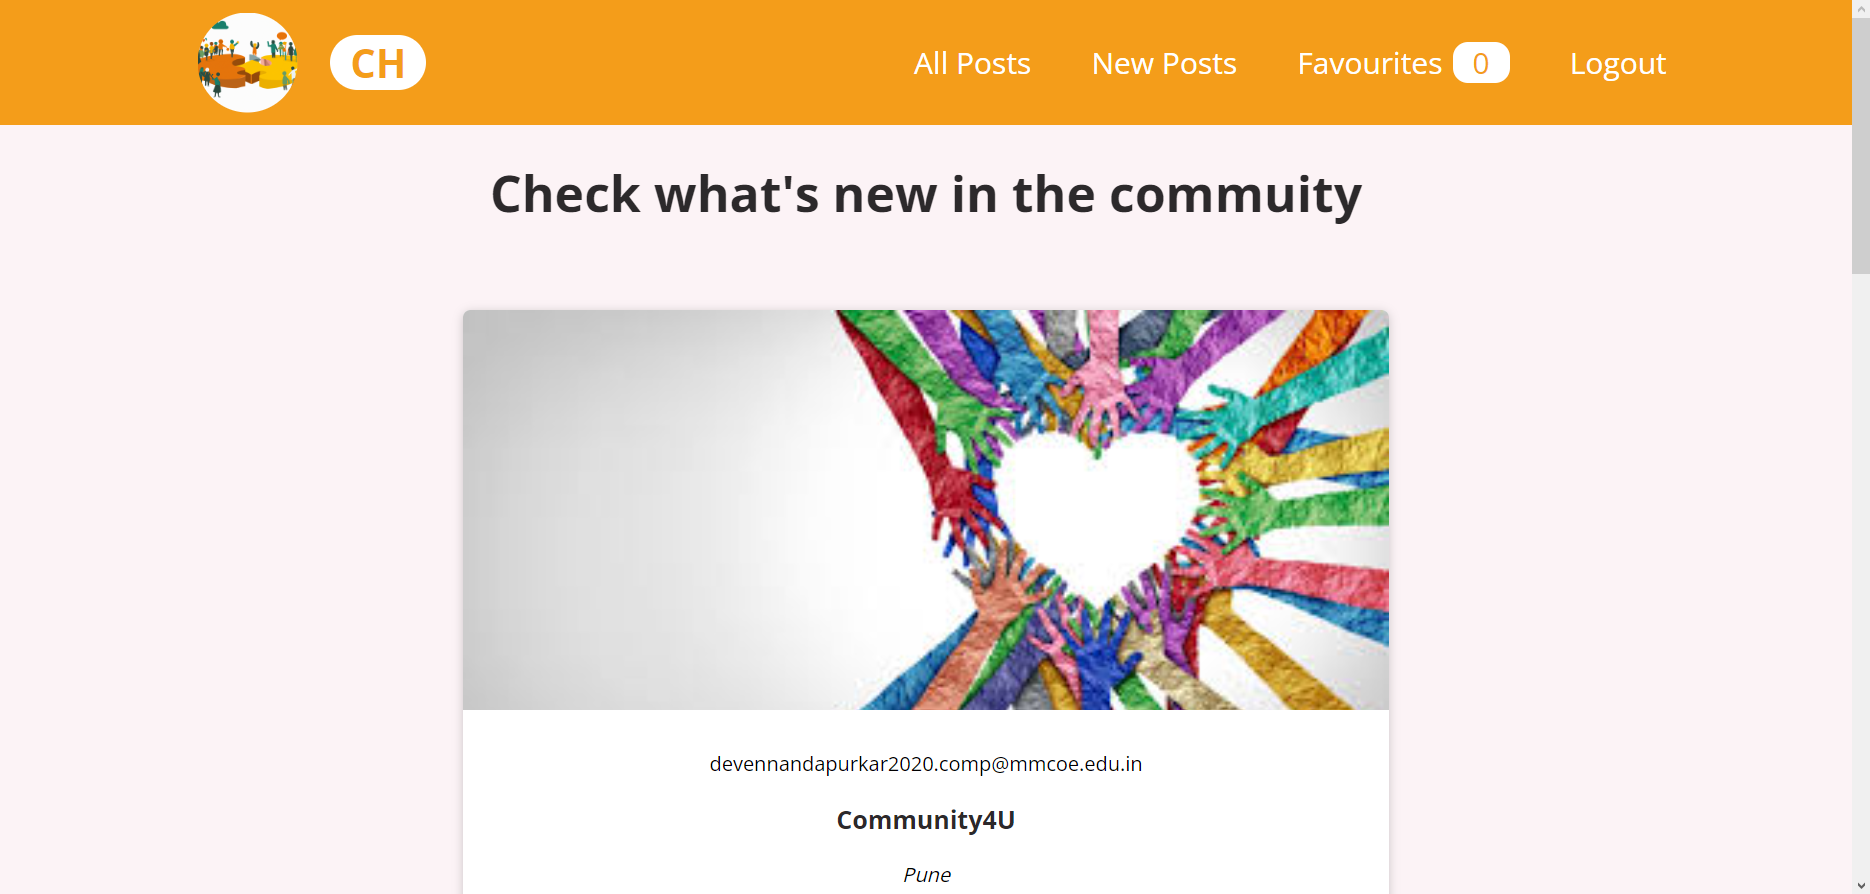 CH
All Posts
New Posts
Favourites 0
Logout
Check what's new in the commuity
devennandapurkar2020.comp@mmcoe.edu.in
Community4U
Pune